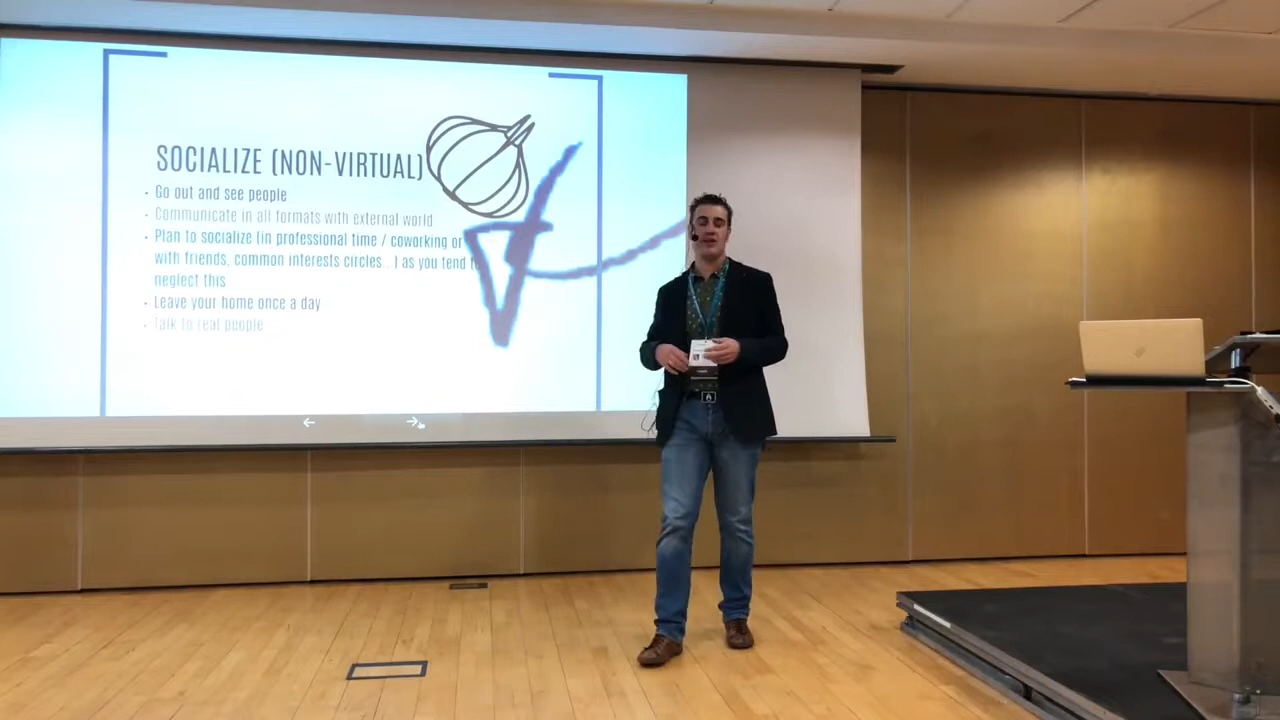 SOCIALIZE (NON-VIRTUAL)
• Go out and see people
• Communicate in all formats with external world
• Plan to socialize (in professional time / coworking or
with friends, common interests circles... ) as you tend to
neglect this
• Leave your home once a day
• Talk to real people